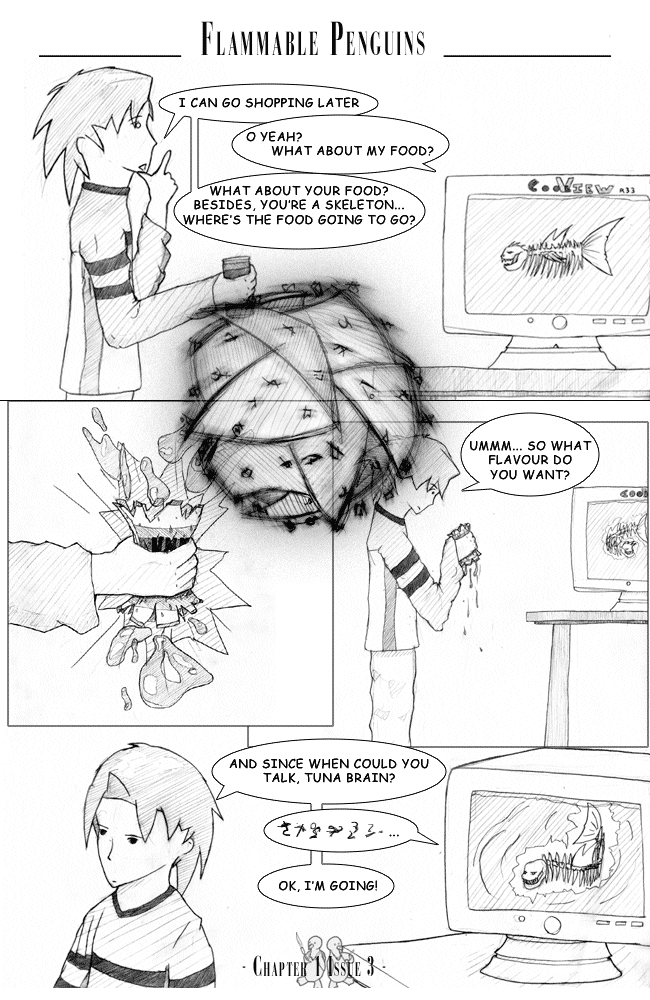 FLAMMABLE PENGUINS
I CAN GO SHOPPING LATER
O YEAH?
WHAT ABOUT MY FOOD?
WHAT ABOUT YOUR FOOD?
BESIDES, YOU'RE A SKELETON...
WHERE'S THE FOOD GOING TO GO?
COOLVIEW R33
UMMM... SO WHAT
FLAVOUR DO
YOU WANT?
AND SINCE WHEN COULD YOU
TALK, TUNA BRAIN?
OK, I'M GOING!
- CHAPTER 1 ISSUE 3 -